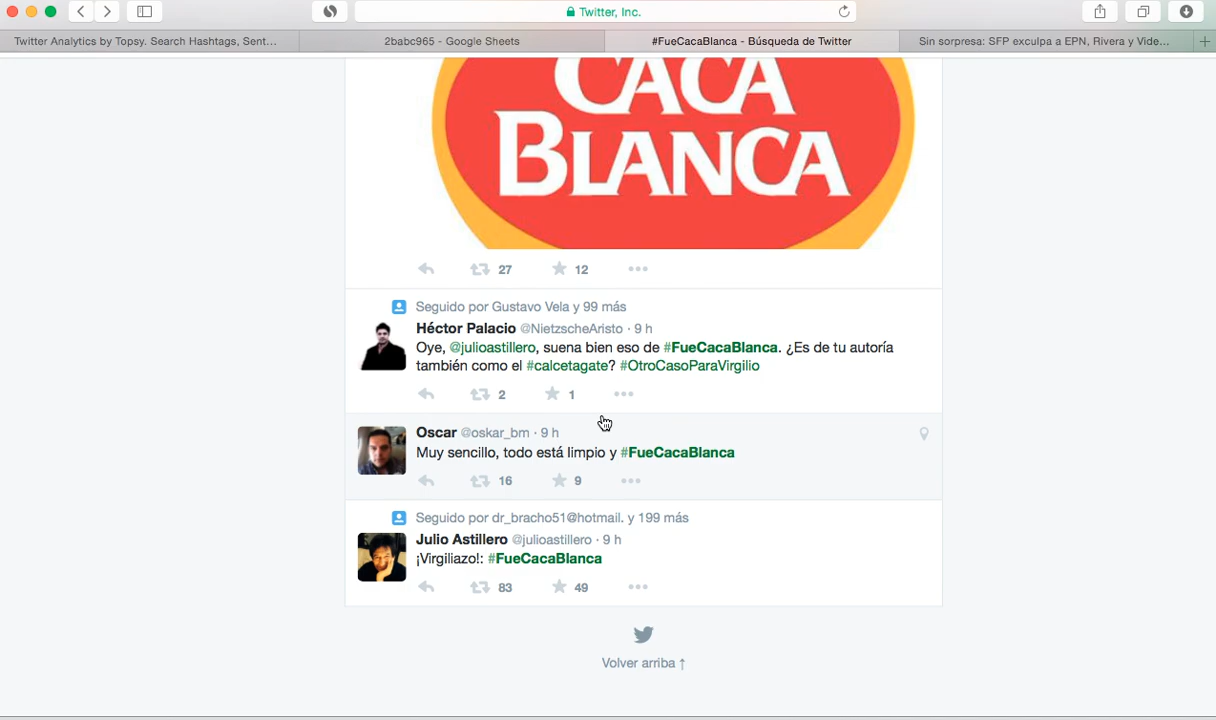 Twitter, Inc.
Twitter Analytics by Topsy. Search Hashtags, Sent...
2babc965 - Google Sheets
#FueCacaBlanca - Búsqueda de Twitter
Sin sorpresa: SFP exculpa a EPN, Rivera y Vide...
CACA
BLANCA
27
12
Seguido por Gustavo Vela y 99 más
Héctor Palacio @NietzscheAristo · 9 h
Oye, @julioastillero, suena bien eso de #FueCacaBlanca. ¿Es de tu autoría
también como el #calcetagate? #OtroCasoParaVirgilio
2
1
Oscar @oskar_bm · 9 h
Muy sencillo, todo está limpio y #FueCacaBlanca
16
9
Seguido por dr_bracho51@hotmail. y 199 más
Julio Astillero @julioastillero · 9 h
¡Virgiliazo!: #FueCacaBlanca
83
49
Volver arriba ↑